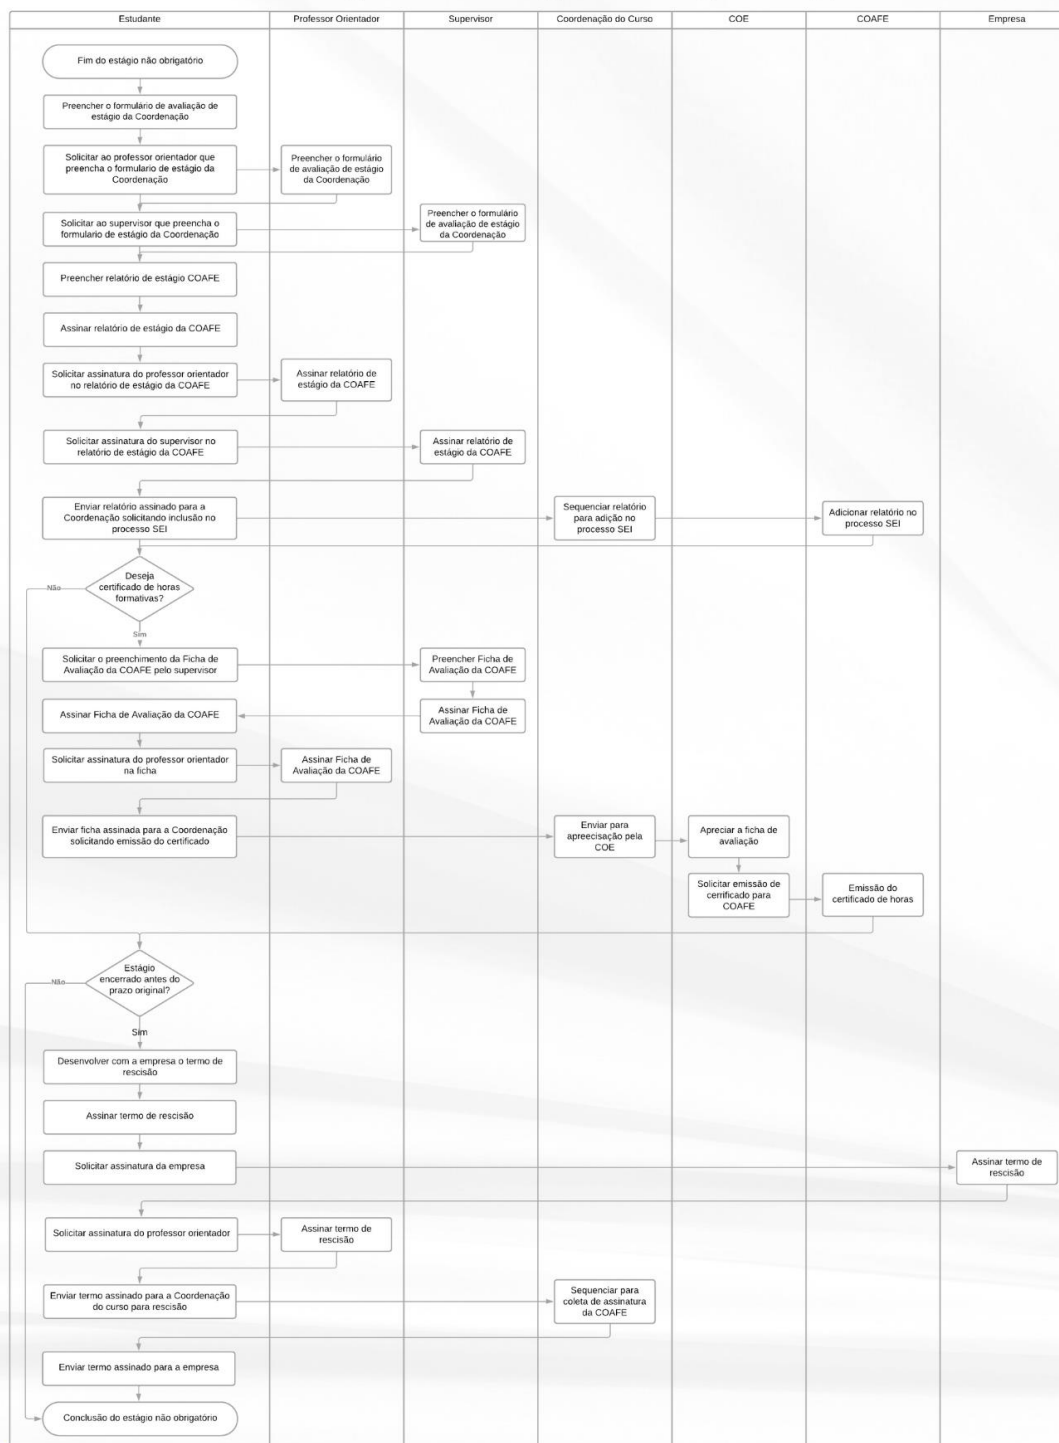 Estudante
Professor Orientador
Supervisor
Coordenação do Curso
COE
COAFE
Empresa
Fim do estágio não obrigatório
Preencher o formulário de avaliação de
estágio da Coordenação
Solicitar ao professor orientador que
preencha o formulario de estágio da
Coordenação
Preencher o formulário
de avaliação de estágio
da Coordenação
Solicitar ao supervisor que preencha o
formulario de estágio da Coordenação
Preencher o formulário
de avaliação de estágio
da Coordenação
Preencher relatório de estágio COAFE
Assinar relatório de estágio da COAFE
Solicitar assinatura do professor orientador
no relatório de estágio da COAFE
Assinar relatório de
estágio da COAFE
Solicitar assinatura do supervisor no
relatório de estágio da COAFE
Assinar relatório de
estágio da COAFE
Enviar relatório assinado para a
Coordenação solicitando inclusão no
processo SEI
Sequenciar relatório
para adição no
processo SEI
Adicionar relatório no
processo SEI
Deseja
certificado de horas
formativas?
Não
Sim
Solicitar o preenchimento da Ficha de
Avaliação da COAFE pelo supervisor
Preencher Ficha de
Avaliação da COAFE
Assinar Ficha de Avaliação da COAFE
Assinar Ficha de
Avaliação da COAFE
Solicitar assinatura do professor orientador
na ficha
Assinar Ficha de
Avaliação da COAFE
Enviar ficha assinada para a Coordenação
solicitando emissão do certificado
Enviar para
apreecisação pela
COE
Apreciar a ficha de
avaliação
Solicitar emissão de
cerrificado para
COAFE
Emissão do
certificado de horas
Estágio
encerrado antes do
prazo original?
Não
Sim
Desenvolver com a empresa o termo de
rescisão
Assinar termo de rescisão
Solicitar assinatura da empresa
Assinar termo de
rescisão
Solicitar assinatura do professor orientador
Assinar termo de
rescisão
Enviar termo assinado para a Coordenação
do curso para rescisão
Sequenciar para
coleta de assinatura
da COAFE
Enviar termo assinado para a empresa
Conclusão do estágio não obrigatório